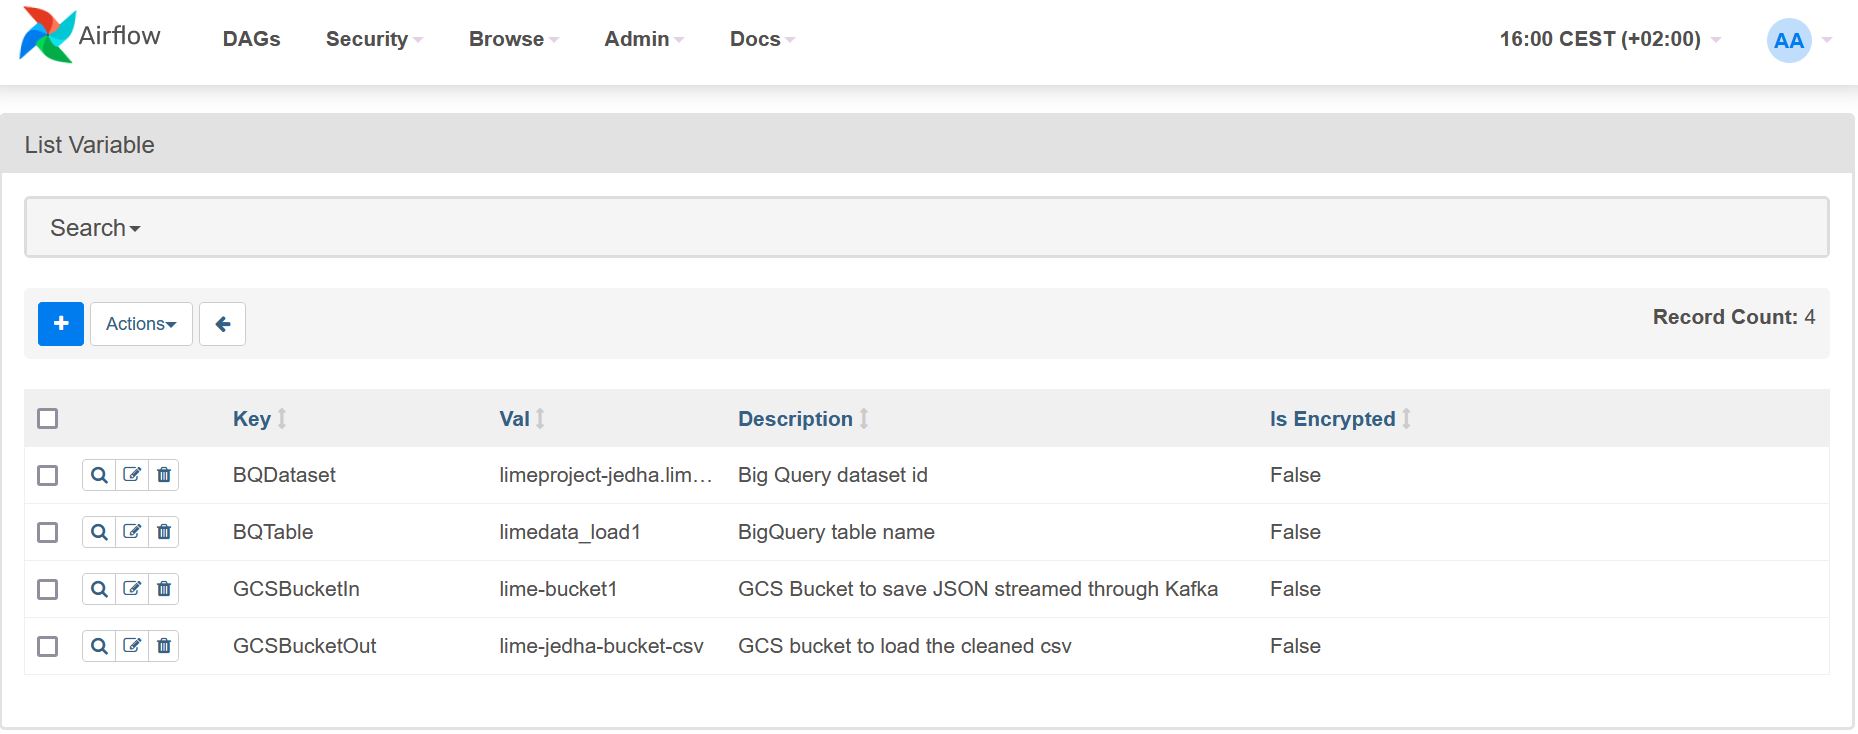 Airflow DAGs Security Browse Admin Docs 16:00 CEST (+02:00) AA
List Variable
Search
+ Actions Record Count: 4
Key Val Description Is Encrypted
BQDataset limeproject-jedha.lim… Big Query dataset id False
BQTable limedata_load1 BigQuery table name False
GCSBucketIn lime-bucket1 GCS Bucket to save JSON streamed through Kafka False
GCSBucketOut lime-jedha-bucket-csv GCS bucket to load the cleaned csv False